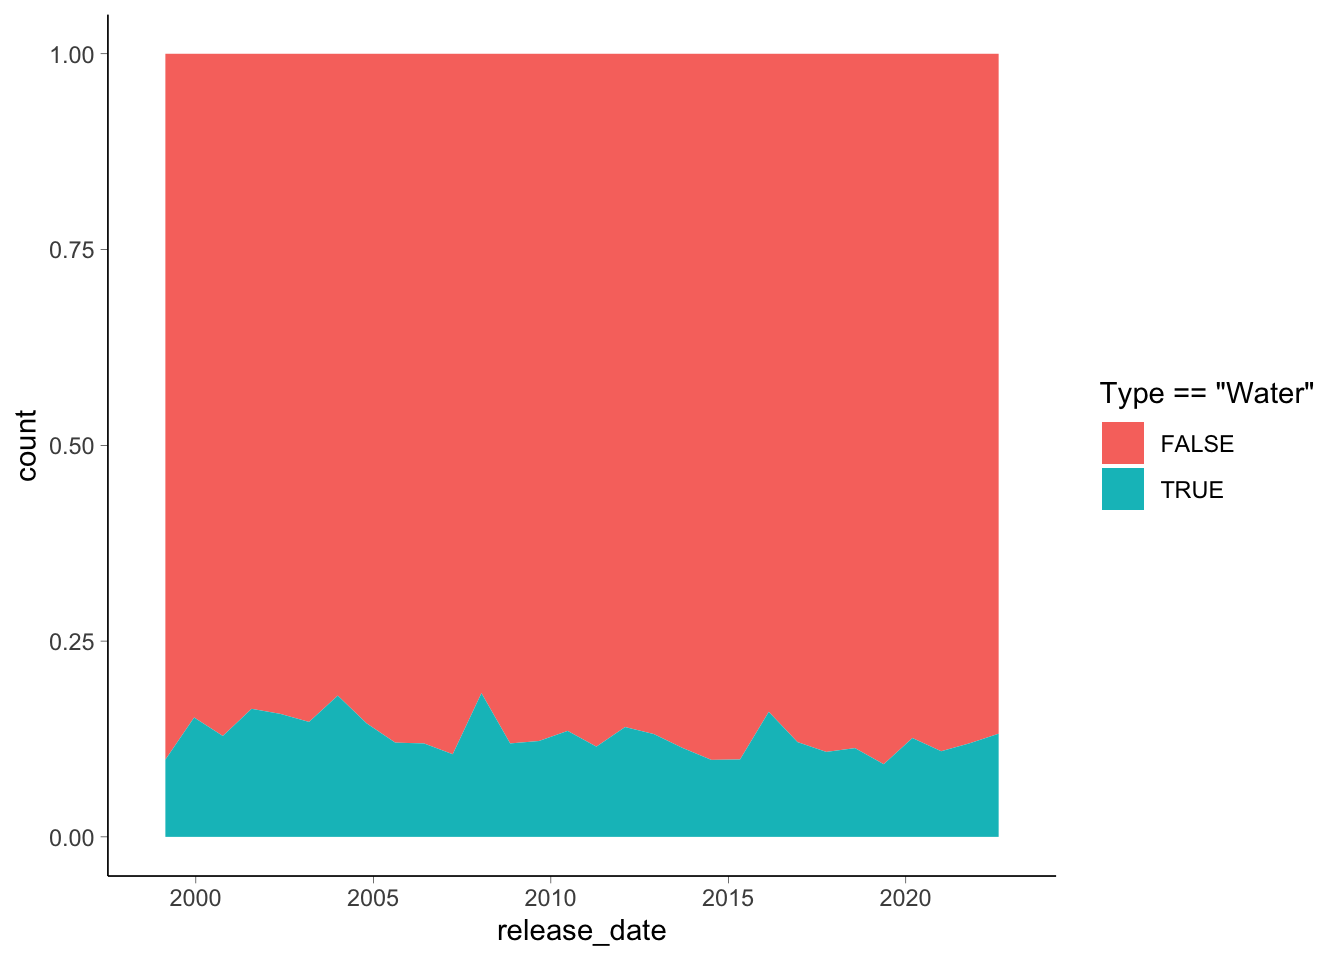 1.00
0.75
0.50
0.25
0.00
count
2000 2005 2010 2015 2020
release_date
Type == "Water"
FALSE
TRUE